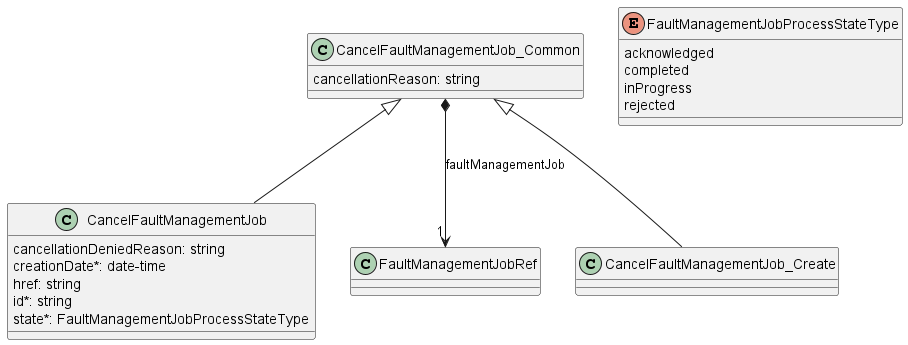 E FaultManagementJobProcessStateType
acknowledged
completed
inProgress
rejected
C CancelFaultManagementJob_Common
cancellationReason: string
faultManagementJob
1
C CancelFaultManagementJob
cancellationDeniedReason: string
creationDate*: date-time
href: string
id*: string
state*: FaultManagementJobProcessStateType
C FaultManagementJobRef
C CancelFaultManagementJob_Create